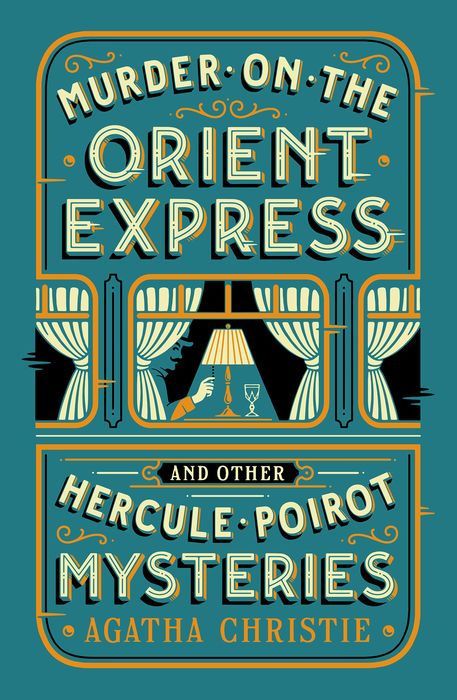 MURDER·ON·THE
ORIENT
EXPRESS
AND OTHER
HERCULE·POIROT
MYSTERIES
AGATHA CHRISTIE